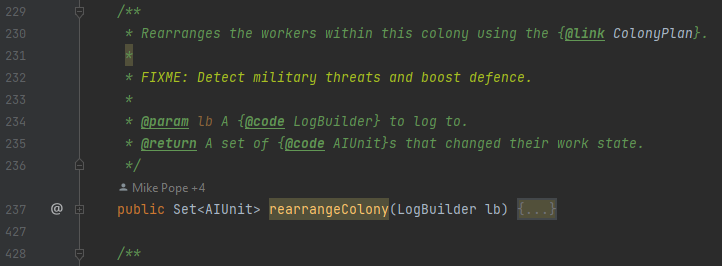 229 /**
230 * Rearranges the workers within this colony using the {@link ColonyPlan}.
231 *
232 * FIXME: Detect military threats and boost defence.
233 *
234 * @param lb A {@code LogBuilder} to log to.
235 * @return A set of {@code AIUnit}s that changed their work state.
236 */
Mike Pope +4
237 @ public Set<AIUnit> rearrangeColony(LogBuilder lb) {...}
427
428 /**